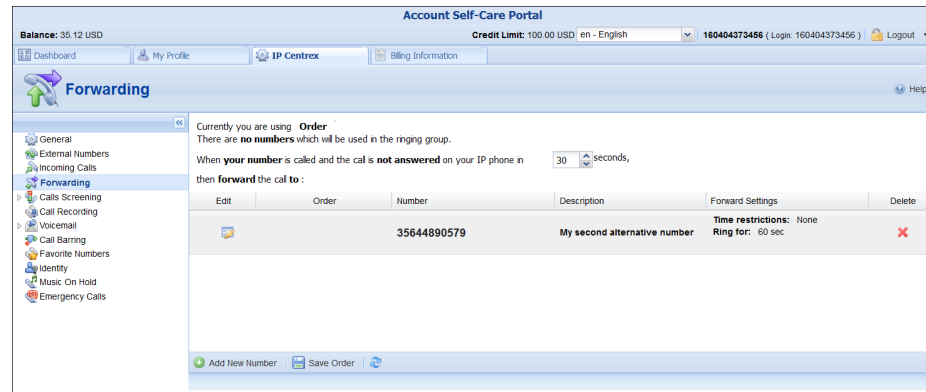 Account Self-Care Portal
Balance: 35.12 USD
Credit Limit: 100.00 USD en - English 160404373456 ( Login: 160404373456 ) Logout
Dashboard My Profile IP Centrex Billing Information
Forwarding
Help
General
External Numbers
Incoming Calls
Forwarding
Calls Screening
Call Recording
Voicemail
Call Barring
Favorite Numbers
Identity
Music On Hold
Emergency Calls
Currently you are using Order
There are no numbers which will be used in the ringing group.
When your number is called and the call is not answered on your IP phone in 30 seconds,
then forward the call to :
Edit Order Number Description Forward Settings Delete
35644890579 My second alternative number Time restrictions: None
Ring for: 60 sec
Add New Number Save Order